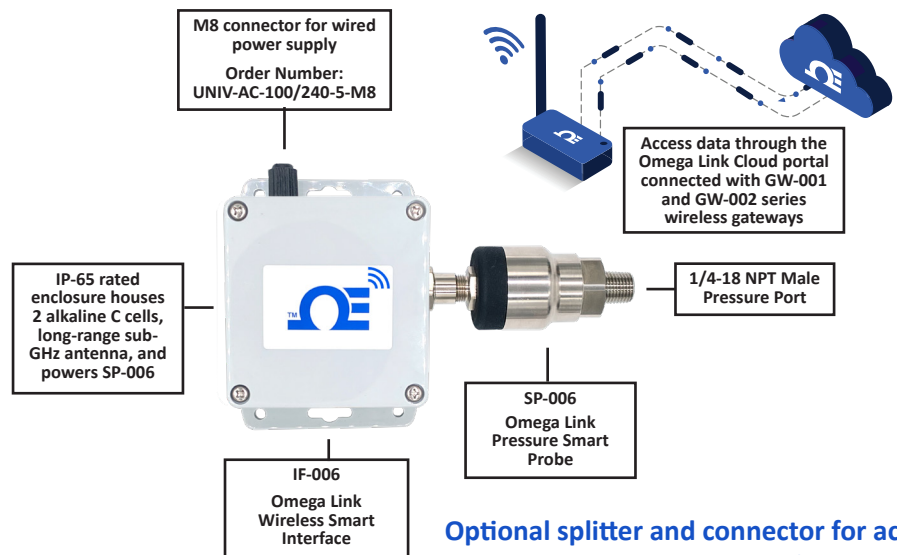 M8 connector for wired
power supply
Order Number:
UNIV-AC-100/240-5-M8
Access data through the
Omega Link Cloud portal
connected with GW-001
and GW-002 series
wireless gateways
IP-65 rated
enclosure houses
2 alkaline C cells,
long-range sub-
GHz antenna, and
powers SP-006
TM
1/4-18 NPT Male
Pressure Port
SP-006
Omega Link
Pressure Smart
Probe
IF-006
Omega Link
Wireless Smart
Interface
Optional splitter and connector for ac